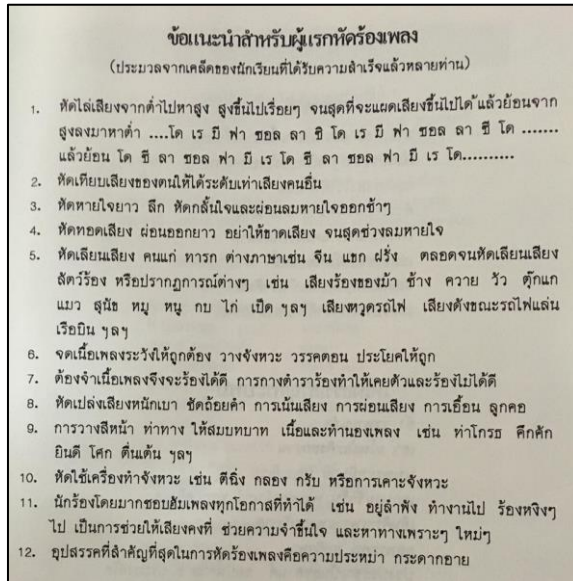 ข้อแนะนำสำหรับผู้แรกหัดร้องเพลง
(ประมวลจากเคล็ดของนักเรียนที่ได้รับความสำเร็จแล้วหลายท่าน)
1. หัดไล่เสียงจากต่ำไปหาสูง สูงขึ้นไปเรื่อยๆ จนสุดที่จะแผดเสียงขึ้นไปได้ แล้วย้อนจาก
สูงลงมาหาต่ำ ....โด เร มี ฟา ซอล ลา ซิ โด เร มี ฟา ซอล ลา ซี โด .......
แล้วย้อน โด ซี ลา ซอล ฟา มี เร โด ซี ลา ซอล ฟา มี เร โด..........
2. หัดเทียบเสียงของตนให้ได้ระดับเท่าเสียงคนอื่น
3. หัดหายใจยาว ลึก หัดกลั้นใจและผ่อนลมหายใจออกช้าๆ
4. หัดทอดเสียง ผ่อนออกยาว อย่าให้ขาดเสียง จนสุดช่วงลมหายใจ
5. หัดเลียนเสียง คนแก่ ทารก ต่างภาษาเช่น จีน แขก ฝรั่ง ตลอดจนหัดเลียนเสียง
สัตว์ร้อง หรือปรากฏการณ์ต่างๆ เช่น เสียงร้องของม้า ช้าง ควาย วัว ตุ๊กแก
แมว สุนัข หมู หนู กบ ไก่ เป็ด ฯลฯ เสียงหวูดรถไฟ เสียงดังขณะรถไฟแล่น
เรือบิน ฯลฯ
6. จดเนื้อเพลงระวังให้ถูกต้อง วางจังหวะ วรรคตอน ประโยคให้ถูก
7. ต้องจำเนื้อเพลงจึงจะร้องได้ดี การกางตำราร้องทำให้เคยตัวและร้องไม่ได้ดี
8. หัดเปล่งเสียงหนักเบา ชัดถ้อยคำ การเน้นเสียง การผ่อนเสียง การเอื้อน ลูกคอ
9. การวางสีหน้า ท่าทาง ให้สมบทบาท เนื้อและทำนองเพลง เช่น ท่าโกรธ คึกคัก
ยินดี โศก ตื่นเต้น ฯลฯ
10. หัดใช้เครื่องทำจังหวะ เช่น ตีฉิ่ง กลอง กรับ หรือการเคาะจังหวะ
11. นักร้องโดยมากชอบฮัมเพลงทุกโอกาสที่ทำได้ เช่น อยู่ลำพัง ทำงานไป ร้องหงิงๆ
ไป เป็นการช่วยให้เสียงคงที่ ช่วยความจำขึ้นใจ และหาทางเพราะๆ ใหม่ๆ
12. อุปสรรคที่สำคัญที่สุดในการหัดร้องเพลงคือความประหม่า กระดากอาย